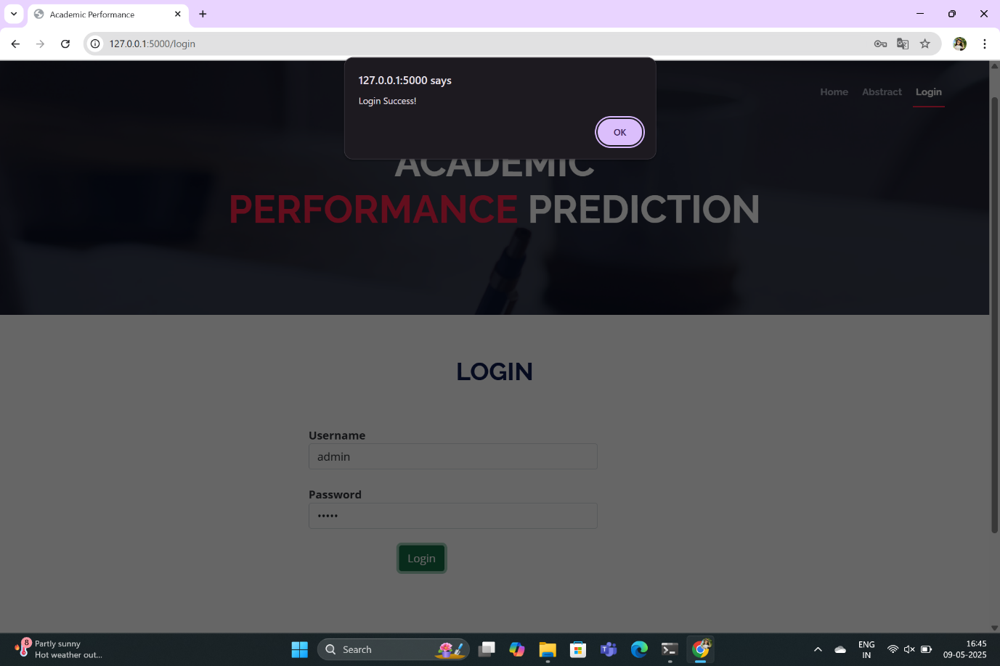 Academic Performance
127.0.0.1:5000/login
127.0.0.1:5000 says
Login Success!
OK
Home Abstract Login
ACADEMIC
PERFORMANCE PREDICTION
LOGIN
Username
admin
Password
•••••
Login
8
Partly sunny
Hot weather out...
Search
ENG
IN
16:45
09-05-2025